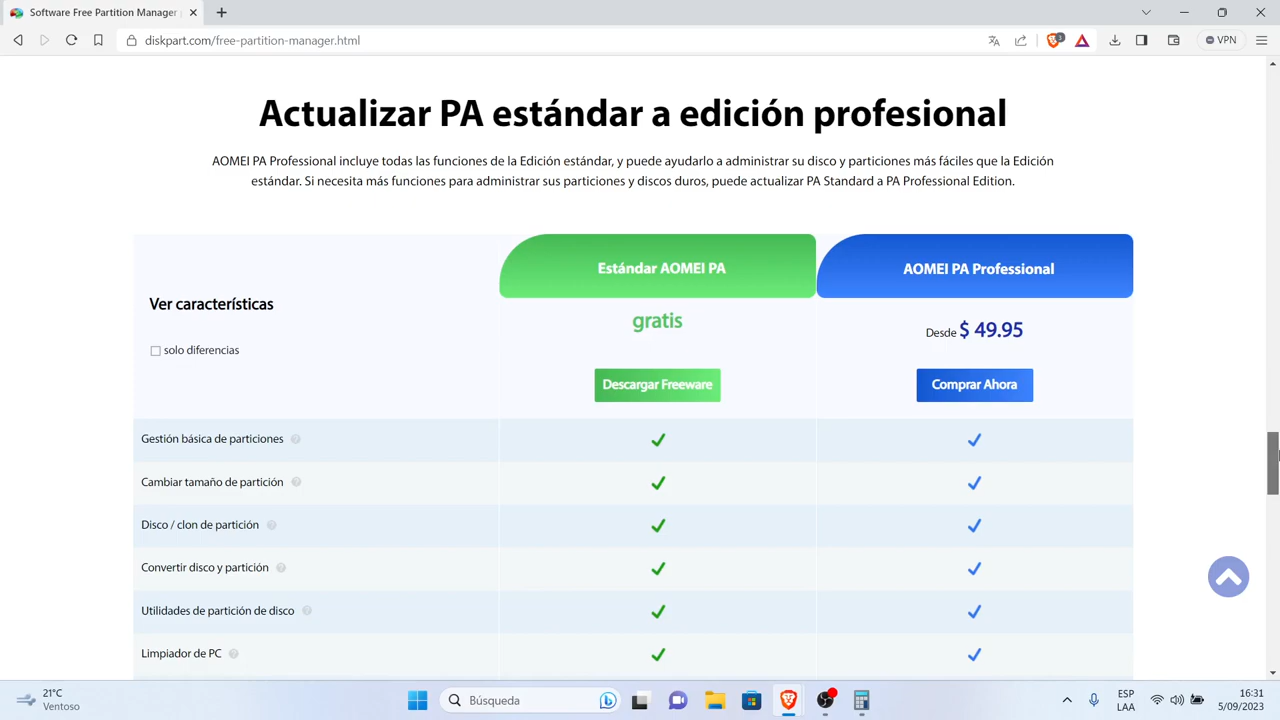 Software Free Partition Manager
diskpart.com/free-partition-manager.html
3
VPN
Actualizar PA estándar a edición profesional
AOMEI PA Professional incluye todas las funciones de la Edición estándar, y puede ayudarlo a administrar su disco y particiones más fáciles que la Edición
estándar. Si necesita más funciones para administrar sus particiones y discos duros, puede actualizar PA Standard a PA Professional Edition.
Estándar AOMEI PA
AOMEI PA Professional
Ver características
gratis
Desde $ 49.95
solo diferencias
Descargar Freeware
Comprar Ahora
Gestión básica de particiones
Cambiar tamaño de partición
Disco / clon de partición
Convertir disco y partición
Utilidades de partición de disco
Limpiador de PC
21°C
Ventoso
Búsqueda
ESP
LAA
16:31
5/09/2023